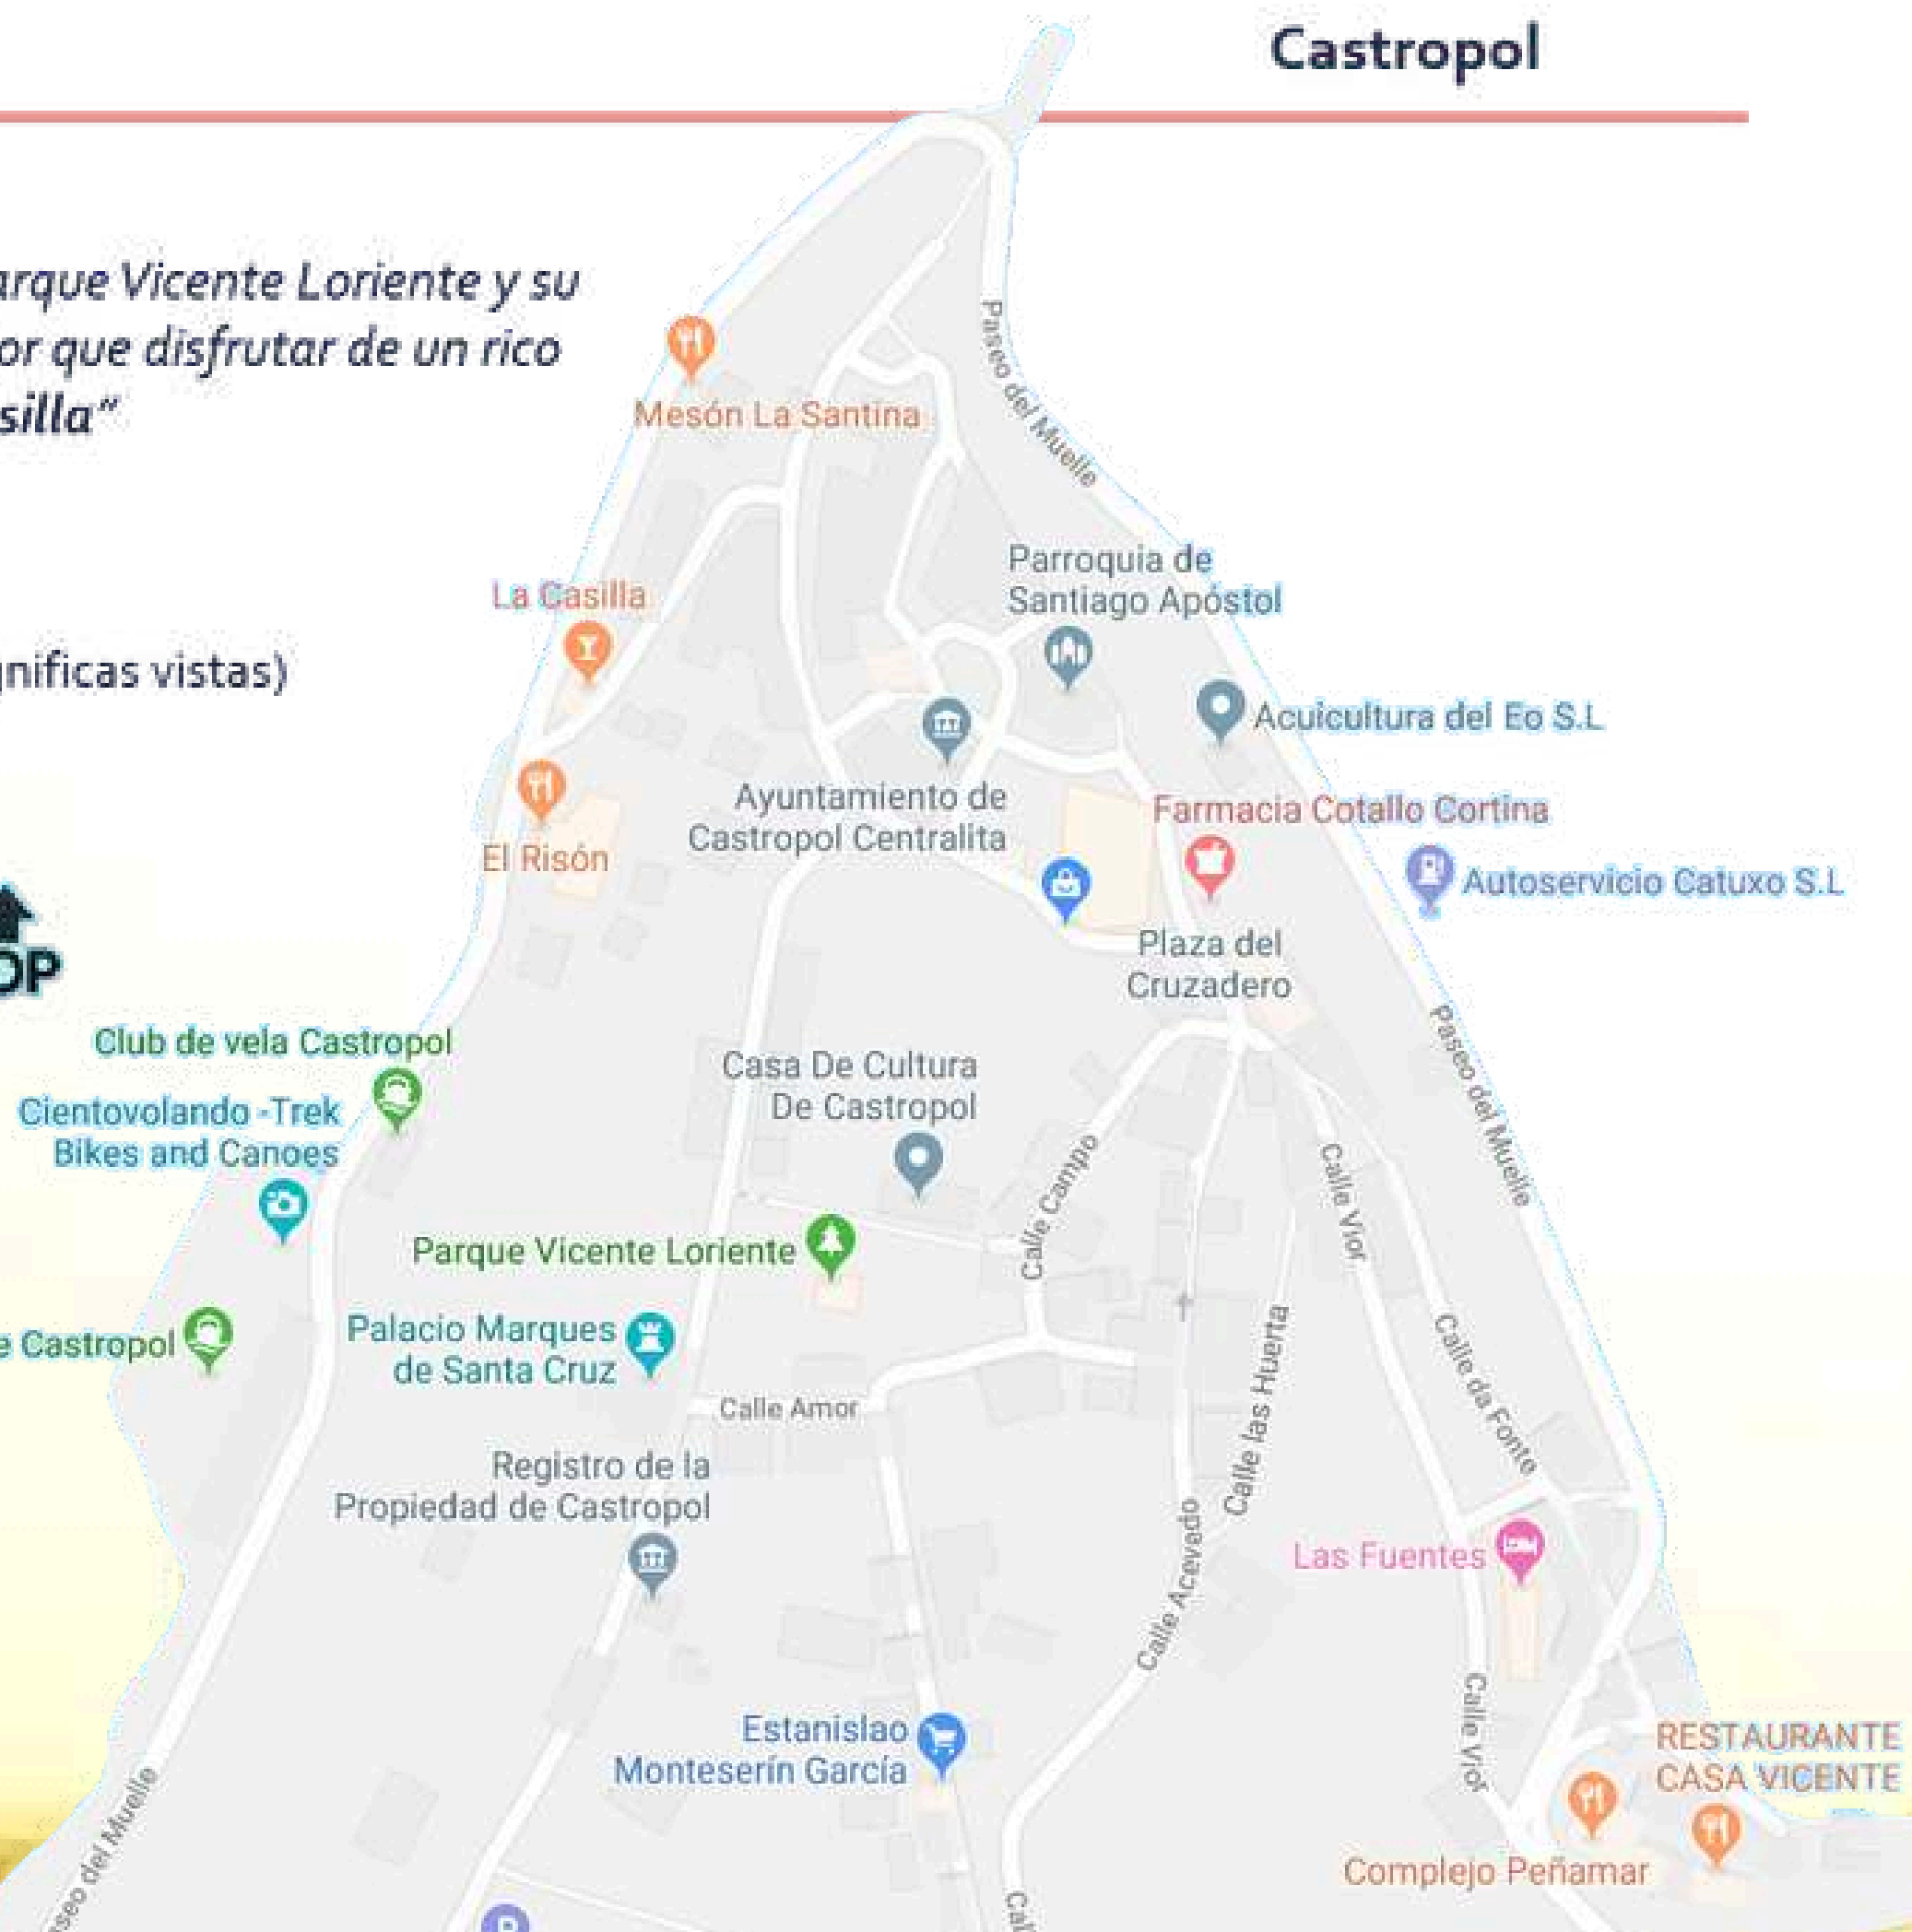 Castropol
arque Vicente Loriente y su
or que disfrutar de un rico
silla“
gnificas vistas)
OP
Paseo del Muelle
Mesón La Santina
La Casilla
Parroquia de
Santiago Apóstol
Acuicultura del Eo S.L
El Risón
Ayuntamiento de
Castropol Centralita
Farmacia Cotallo Cortina
Autoservicio Catuxo S.L
Plaza del
Cruzadero
Club de vela Castropol
Cientovolando -Trek
Bikes and Canoes
Casa De Cultura
De Castropol
Paseo del Muelle
Calle Campo
Calle Vior
Parque Vicente Loriente
e Castropol
Palacio Marques
de Santa Cruz
Calle Amor
Calle las Huerta
Calle da Fonte
Registro de la
Propiedad de Castropol
Calle Acevedo
Las Fuentes
Estanislao
Monteserín García
Calle Vior
RESTAURANTE
CASA VICENTE
Complejo Peñamar
seo del Muelle
Cal
P